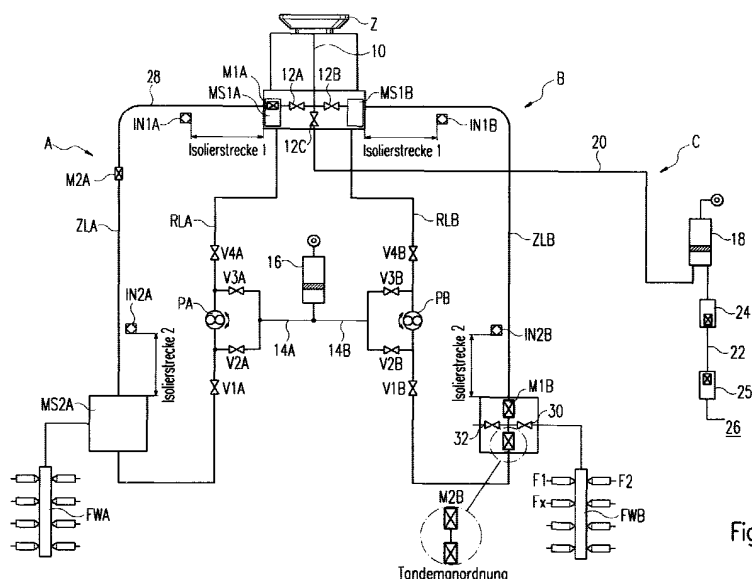 Z
10
12A
12B
M1A
MS1A
MS1B
B
28
IN1A
IN1B
12C
Isolierstrecke 1
Isolierstrecke 1
A
20
C
M2A
18
ZLA
RLA
RLB
ZLB
V4A
16
V4B
V3A
V3B
24
PA
PB
IN2A
IN2B
22
Isolierstrecke 2
14A
14B
Isolierstrecke 2
V2A
V2B
25
V1A
V1B
M1B
MS2A
30
26
32
F1
F2
M2B
Fx
FWA
FWB
Tandemanordnung
Fig